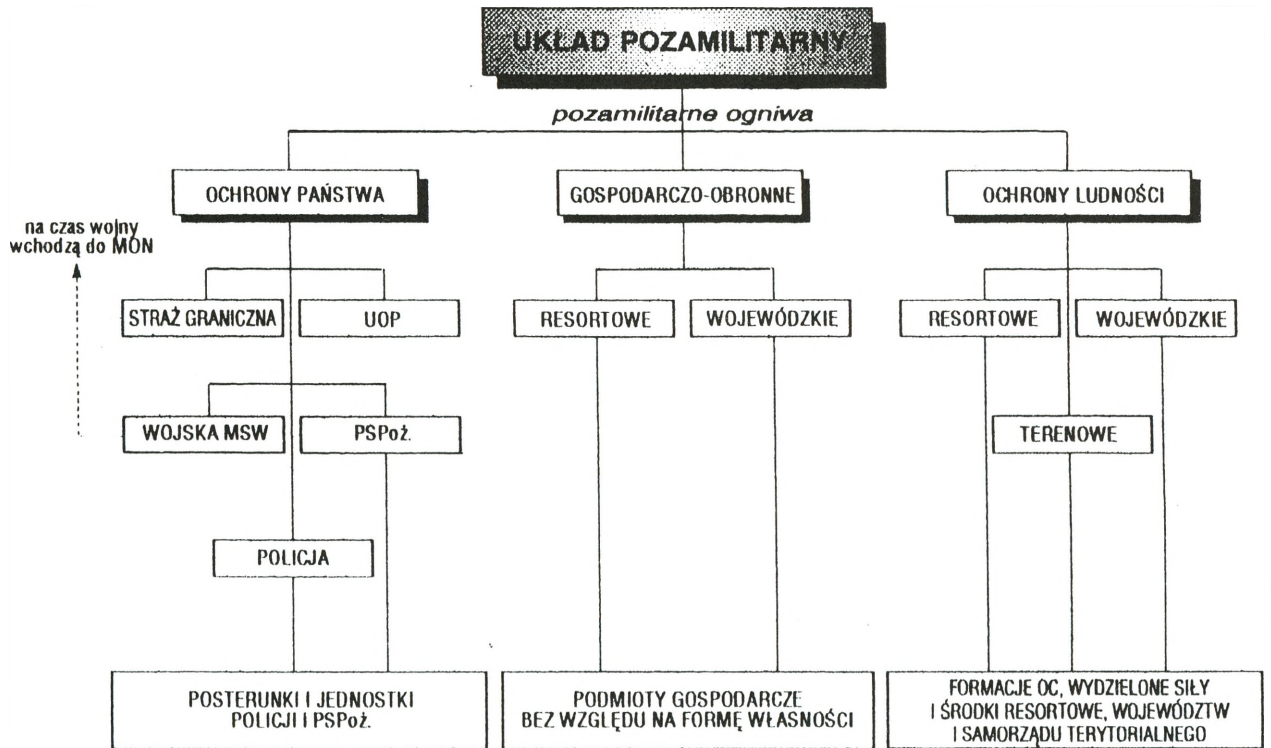 UKŁAD POZAMILITARNY
pozamilitarne ogniwa
OCHRONY PAŃSTWA
GOSPODARCZO-OBRONNE
OCHRONY LUDNOŚCI
na czas wojny
wchodzą do MON
STRAŻ GRANICZNA
UOP
RESORTOWE
WOJEWÓDZKIE
RESORTOWE
WOJEWÓDZKIE
WOJSKA MSW
PSPoż.
TERENOWE
POLICJA
POSTERUNKI I JEDNOSTKI
POLICJI I PSPoż.
PODMIOTY GOSPODARCZE
BEZ WZGLĘDU NA FORMĘ WŁASNOŚCI
FORMACJE OC, WYDZIELONE SIŁY
I ŚRODKI RESORTOWE, WOJEWÓDZTW
I SAMORZĄDU TERYTORIALNEGO